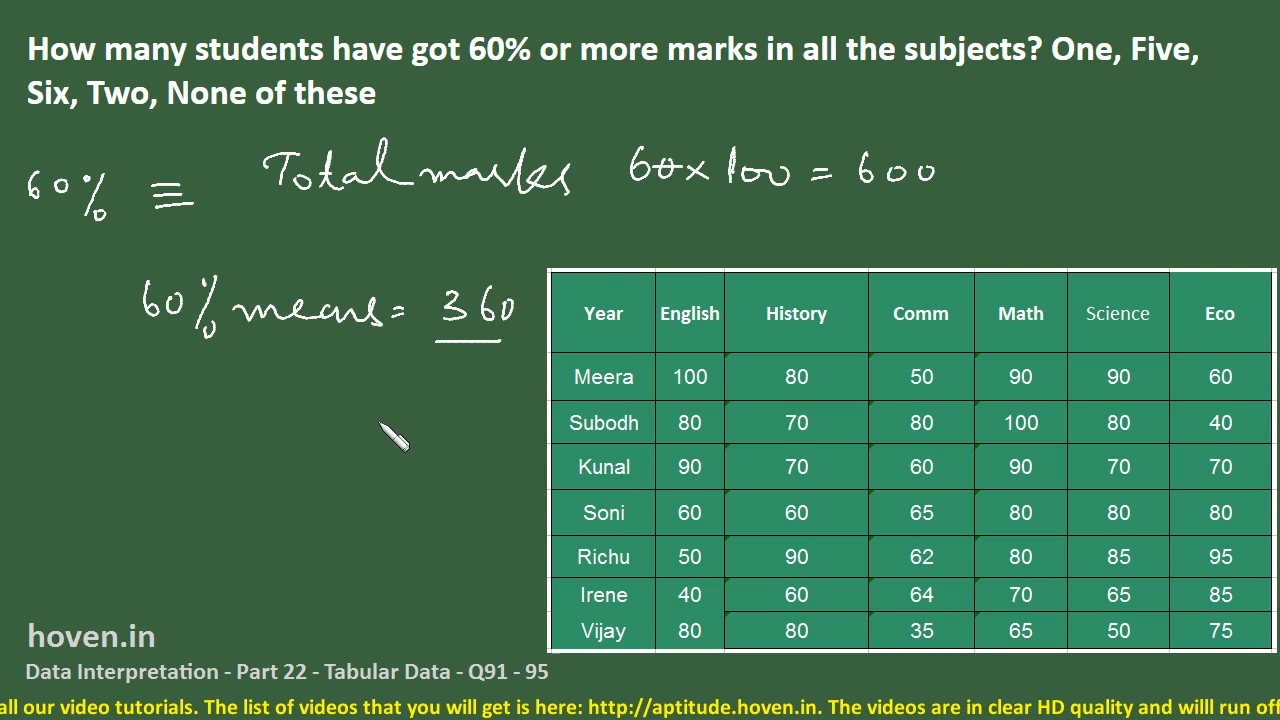 How many students have got 60% or more marks in all the subjects? One, Five,
Six, Two, None of these
60% ≡ Total marks 60 x 100 = 600
60% means = 360
Year English History Comm Math Science Eco
Meera 100 80 50 90 90 60
Subodh 80 70 80 100 80 40
Kunal 90 70 60 90 70 70
Soni 60 60 65 80 80 80
Richu 50 90 62 80 85 95
Irene 40 60 64 70 65 85
Vijay 80 80 35 65 50 75
hoven.in
Data Interpretation - Part 22 - Tabular Data - Q91 - 95
all our video tutorials. The list of videos that you will get is here: http://aptitude.hoven.in. The videos are in clear HD quality and willl run off